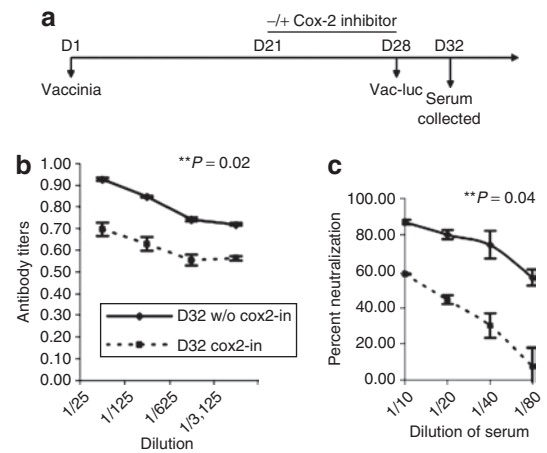 a
−/+ Cox-2 inhibitor
D1 D21 D28 D32
Vaccinia Vac-luc Serum
collected
b
**P = 0.02
Antibody titers
1.00
0.90
0.80
0.70
0.60
0.50
0.40
0.30
0.20
0.10
0.00
D32 w/o cox2-in
D32 cox2-in
1/25 1/125 1/625 1/3,125
Dilution
c
**P = 0.04
Percent neutralization
100.00
80.00
60.00
40.00
20.00
0.00
1/10 1/20 1/40 1/80
Dilution of serum